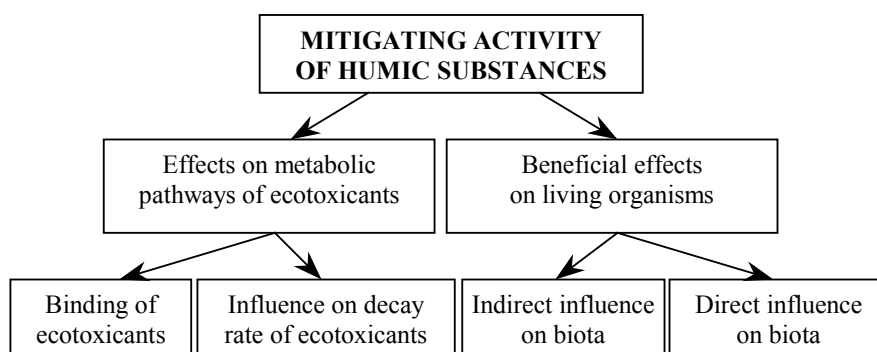 MITIGATING ACTIVITY
OF HUMIC SUBSTANCES
Effects on metabolic
pathways of ecotoxicants
Beneficial effects
on living organisms
Binding of
ecotoxicants
Influence on decay
rate of ecotoxicants
Indirect influence
on biota
Direct influence
on biota